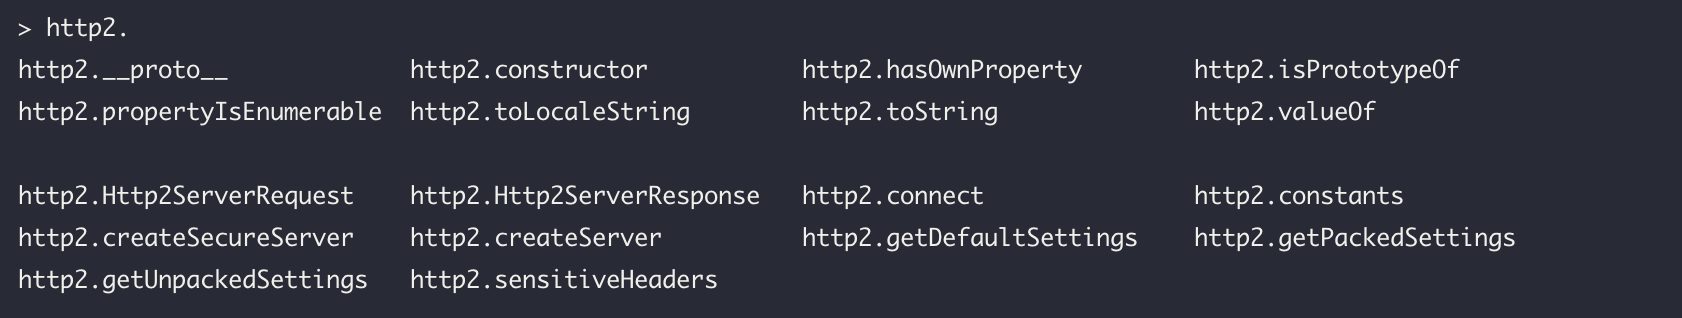 > http2.
http2.__proto__ http2.constructor http2.hasOwnProperty http2.isPrototypeOf
http2.propertyIsEnumerable http2.toLocaleString http2.toString http2.valueOf
http2.Http2ServerRequest http2.Http2ServerResponse http2.connect http2.constants
http2.createSecureServer http2.createServer http2.getDefaultSettings http2.getPackedSettings
http2.getUnpackedSettings http2.sensitiveHeaders